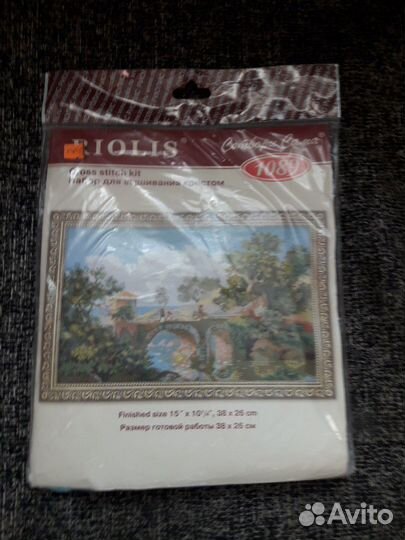 RIOLIS
Сотвори Сама
Cross stitch kit
Набор для вышивания крестом
Finished size 15" x 10¼", 38 x 26 cm
Размер готовой работы 38 x 26 см
Avito